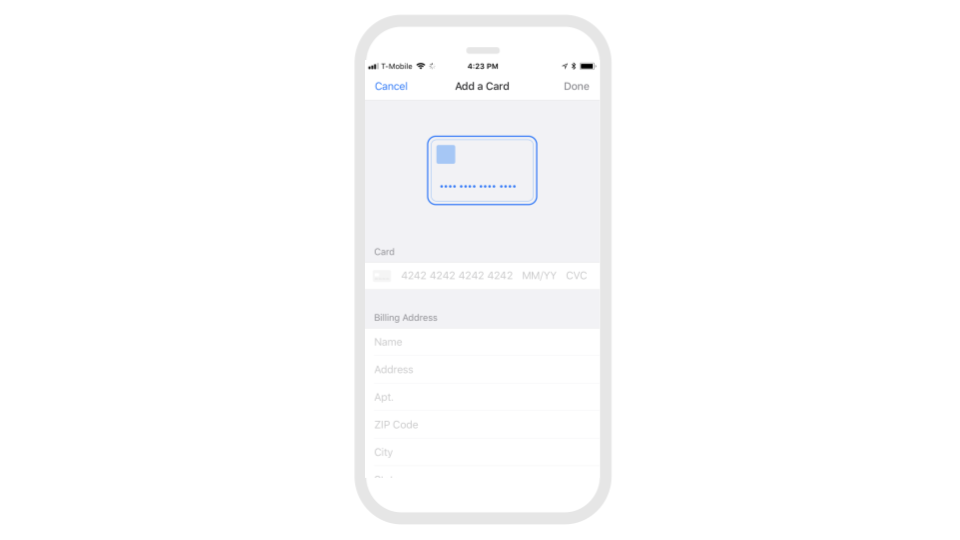 T-Mobile 4:23 PM
Cancel Add a Card Done
Card
4242 4242 4242 4242 MM/YY CVC
Billing Address
Name
Address
Apt.
ZIP Code
City